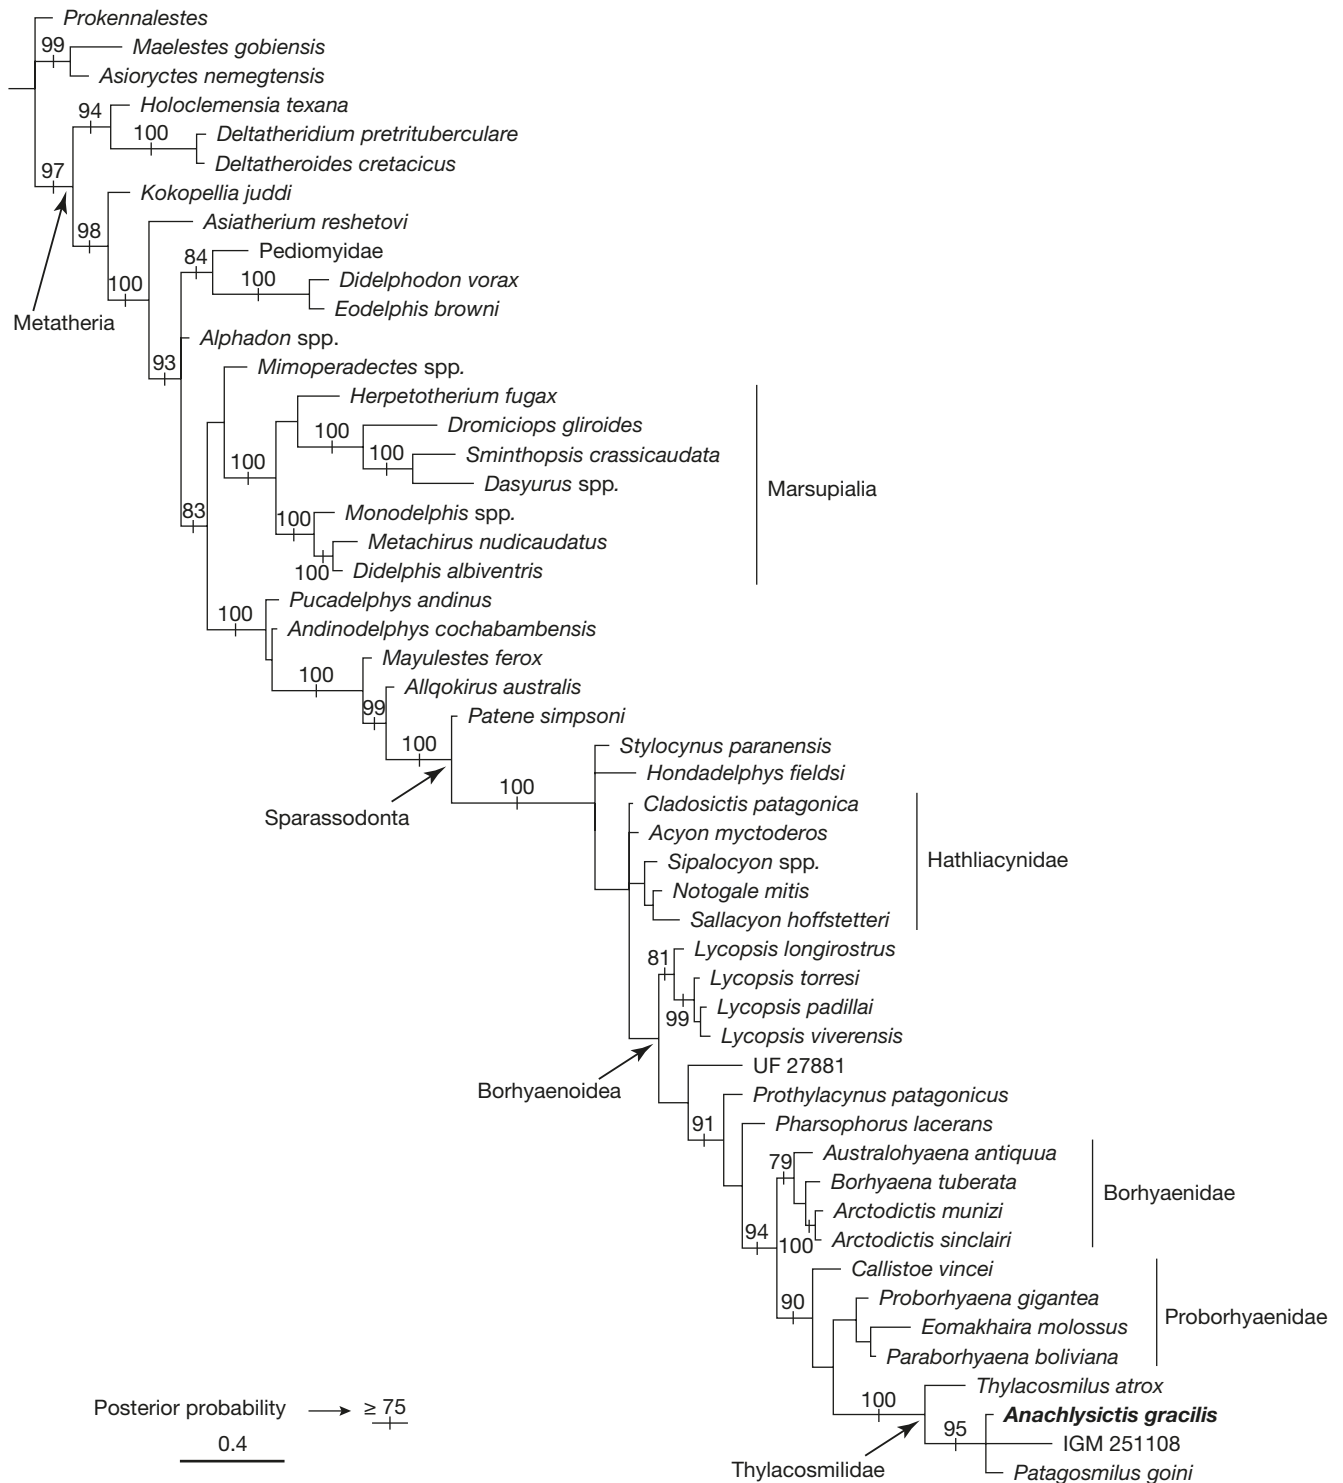 Prokennalestes
99
Maelestes gobiensis
Asioryctes nemegtensis
Holoclemensia texana
94
100
Deltatheridium pretrituberculare
Deltatheroides cretacicus
97
Kokopellia juddi
98
Asiatherium reshetovi
84
Pediomyidae
100
Didelphodon vorax
100
Eodelphis browni
Metatheria
Alphadon spp.
93
Mimoperadectes spp.
Herpetotherium fugax
100
Dromiciops gliroides
100
Sminthopsis crassicaudata
100
Dasyurus spp.
Marsupialia
83
100
Monodelphis spp.
Metachirus nudicaudatus
100
Didelphis albiventris
Pucadelphys andinus
100
Andinodelphys cochabambensis
Mayulestes ferox
100
Allqokirus australis
99
Patene simpsoni
100
Stylocynus paranensis
Hondadelphys fieldsi
100
Sparassodonta
Cladosictis patagonica
Acyon myctoderos
Sipalocyon spp.
Hathliacynidae
Notogale mitis
Sallacyon hoffstetteri
Lycopsis longirostrus
81
Lycopsis torresi
Lycopsis padillai
99
Lycopsis viverensis
UF 27881
Borhyaenoidea
Prothylacynus patagonicus
91
Pharsophorus lacerans
Australohyaena antiquua
79
Borhyaena tuberata
Borhyaenidae
Arctodictis munizi
94
100
Arctodictis sinclairi
Callistoe vincei
90
Proborhyaena gigantea
Proborhyaenidae
Eomakhaira molossus
Paraborhyaena boliviana
Thylacosmilus atrox
100
Posterior probability
≥ 75
Anachlysictis gracilis
95
0.4
IGM 251108
Thylacosmilidae
Patagosmilus goini